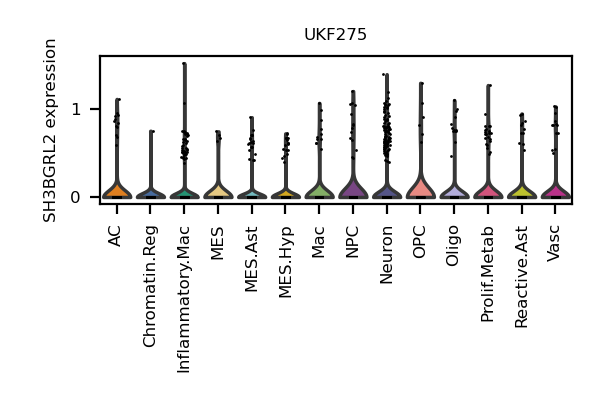 UKF275
SH3BGRL2 expression
1
0
AC
Chromatin.Reg
Inflammatory.Mac
MES
MES.Ast
MES.Hyp
Mac
NPC
Neuron
OPC
Oligo
Prolif.Metab
Reactive.Ast
Vasc